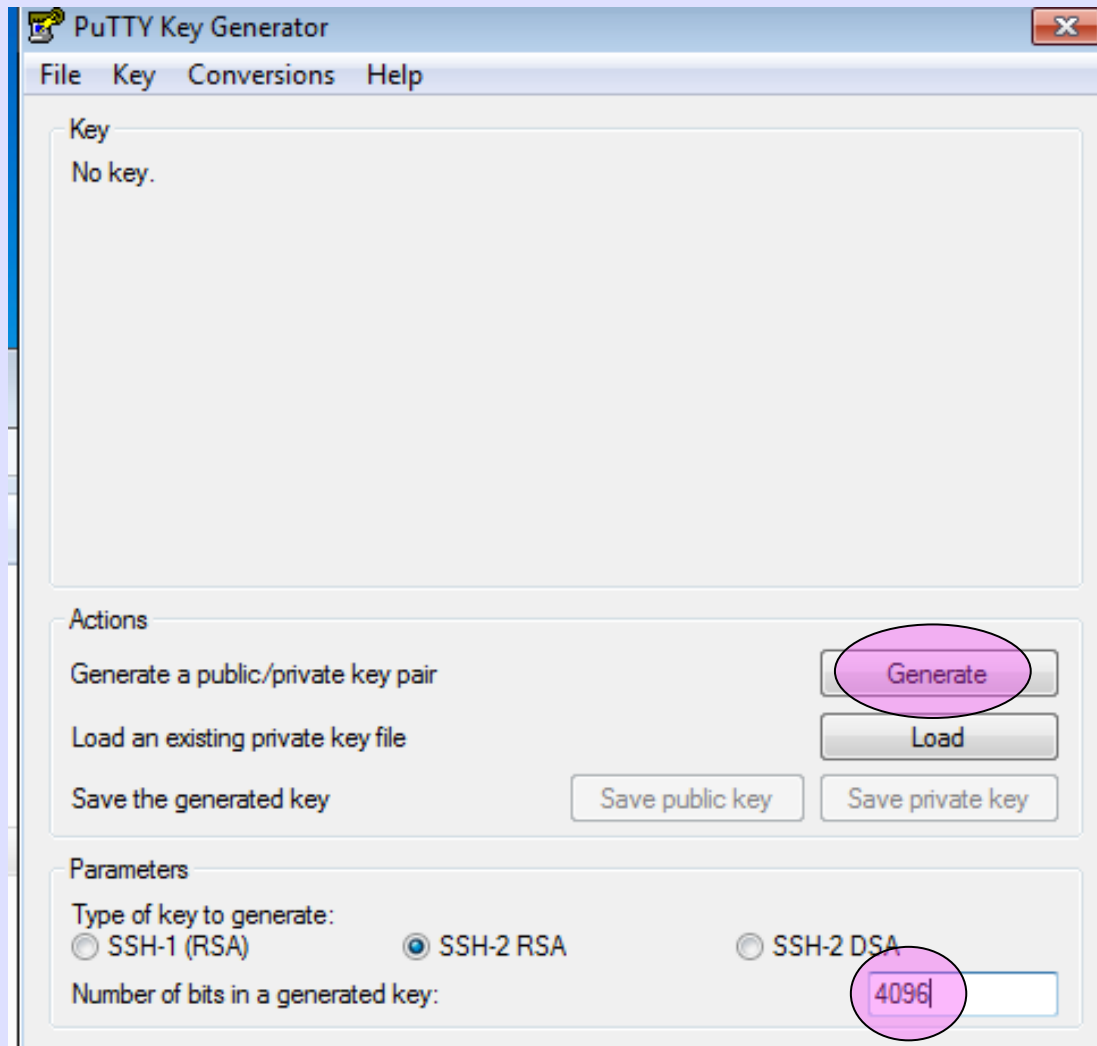 PuTTY Key Generator
File Key Conversions Help
Key
No key.
Actions
Generate a public/private key pair Generate
Load an existing private key file Load
Save the generated key Save public key Save private key
Parameters
Type of key to generate:
SSH-1 (RSA) SSH-2 RSA SSH-2 DSA
Number of bits in a generated key: 4096